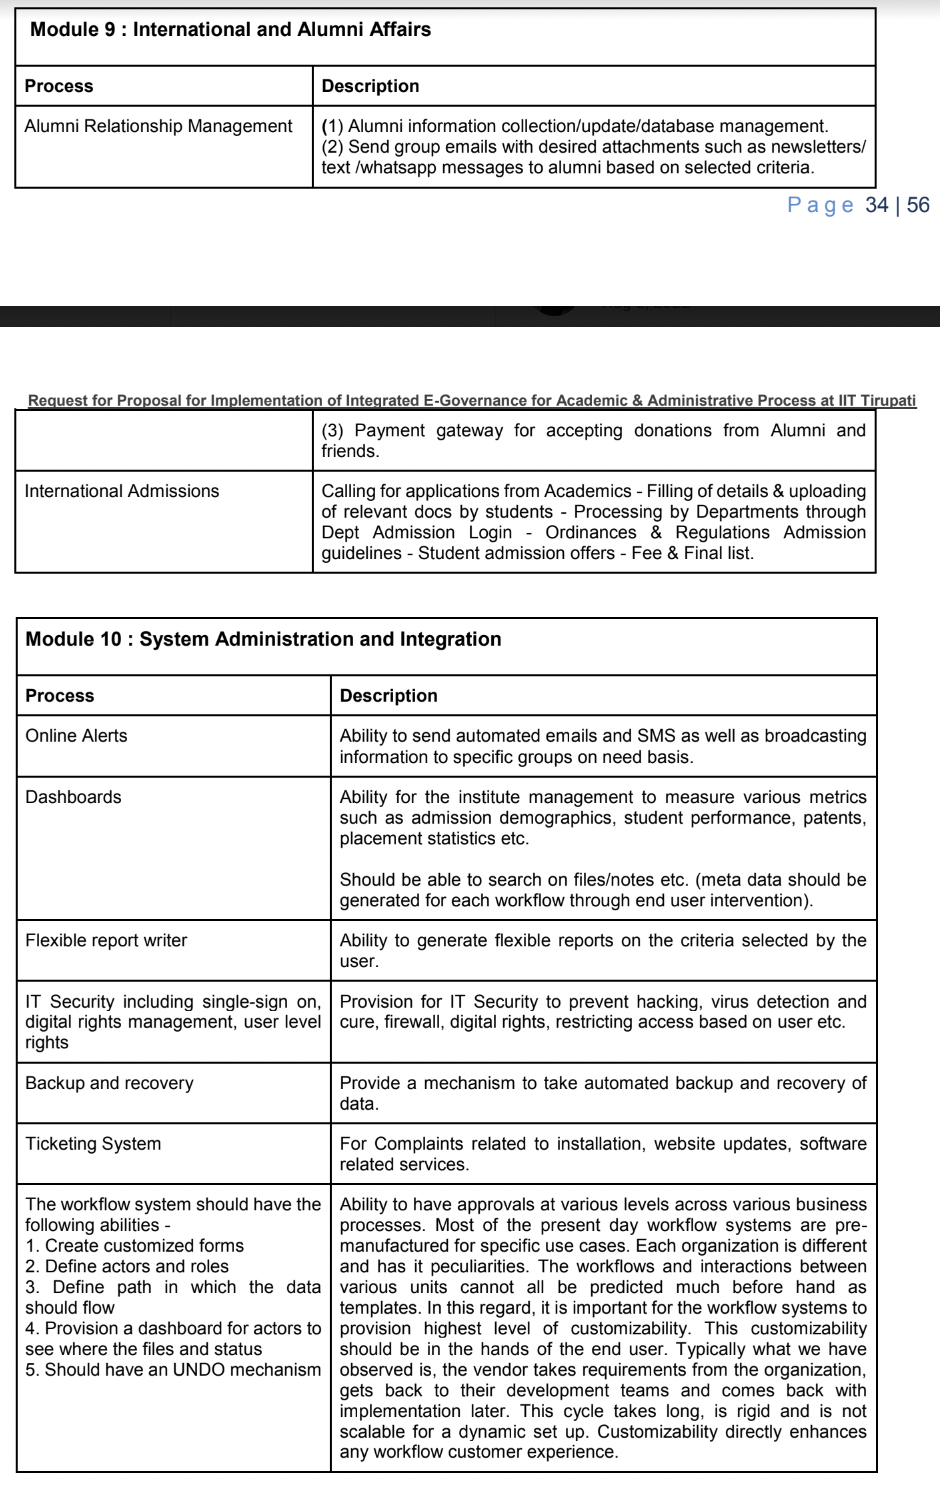 Module 9 : International and Alumni Affairs
Process
Description
Alumni Relationship Management
(1) Alumni information collection/update/database management.
(2) Send group emails with desired attachments such as newsletters/
text /whatsapp messages to alumni based on selected criteria.
Page 34 | 56
Request for Proposal for Implementation of Integrated E-Governance for Academic & Administrative Process at IIT Tirupati
(3) Payment gateway for accepting donations from Alumni and
friends.
International Admissions
Calling for applications from Academics - Filling of details & uploading
of relevant docs by students - Processing by Departments through
Dept Admission Login - Ordinances & Regulations Admission
guidelines - Student admission offers - Fee & Final list.
Module 10 : System Administration and Integration
Process
Description
Online Alerts
Ability to send automated emails and SMS as well as broadcasting
information to specific groups on need basis.
Dashboards
Ability for the institute management to measure various metrics
such as admission demographics, student performance, patents,
placement statistics etc.
Should be able to search on files/notes etc. (meta data should be
generated for each workflow through end user intervention).
Flexible report writer
Ability to generate flexible reports on the criteria selected by the
user.
IT Security including single-sign on,
digital rights management, user level
rights
Provision for IT Security to prevent hacking, virus detection and
cure, firewall, digital rights, restricting access based on user etc.
Backup and recovery
Provide a mechanism to take automated backup and recovery of
data.
Ticketing System
For Complaints related to installation, website updates, software
related services.
The workflow system should have the
following abilities -
1. Create customized forms
2. Define actors and roles
3. Define path in which the data
should flow
4. Provision a dashboard for actors to
see where the files and status
5. Should have an UNDO mechanism
Ability to have approvals at various levels across various business
processes. Most of the present day workflow systems are pre-
manufactured for specific use cases. Each organization is different
and has it peculiarities. The workflows and interactions between
various units cannot all be predicted much before hand as
templates. In this regard, it is important for the workflow systems to
provision highest level of customizability. This customizability
should be in the hands of the end user. Typically what we have
observed is, the vendor takes requirements from the organization,
gets back to their development teams and comes back with
implementation later. This cycle takes long, is rigid and is not
scalable for a dynamic set up. Customizability directly enhances
any workflow customer experience.